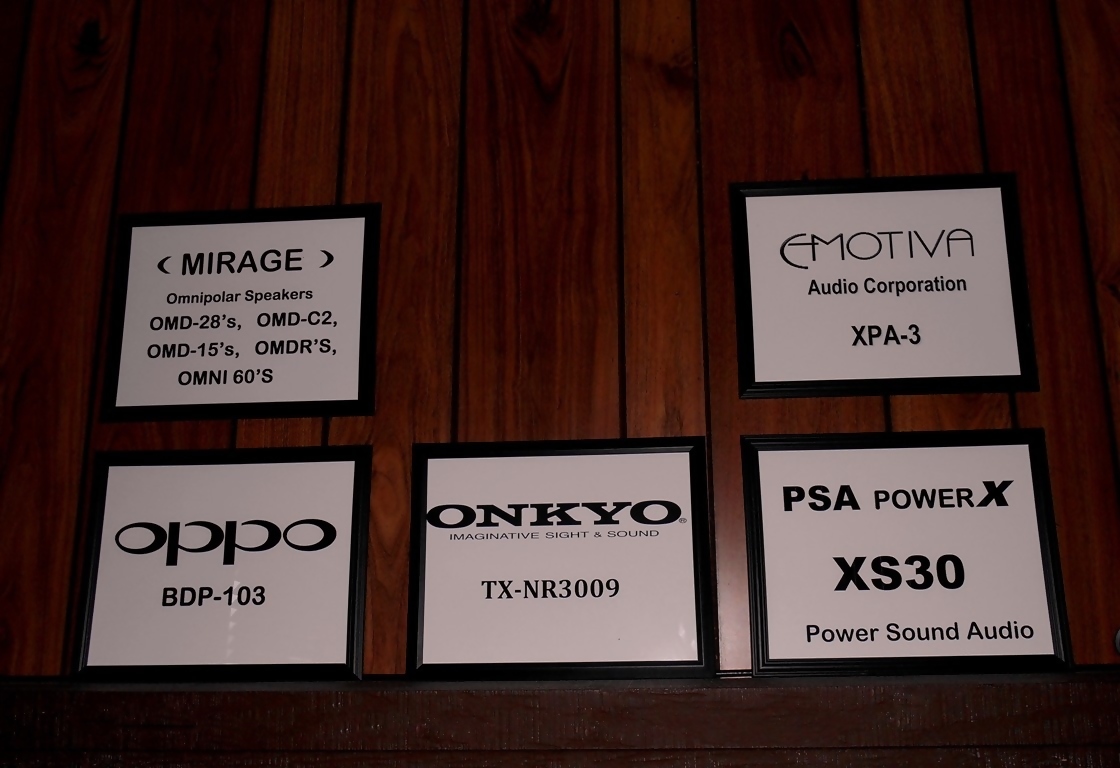 MIRAGE
Omnipolar Speakers
OMD-28's, OMD-C2,
OMD-15's, OMDR'S,
OMNI 60'S
EMOTIVA
Audio Corporation
XPA-3
oppo
BDP-103
ONKYO®
IMAGINATIVE SIGHT & SOUND
TX-NR3009
PSA POWERX
XS30
Power Sound Audio